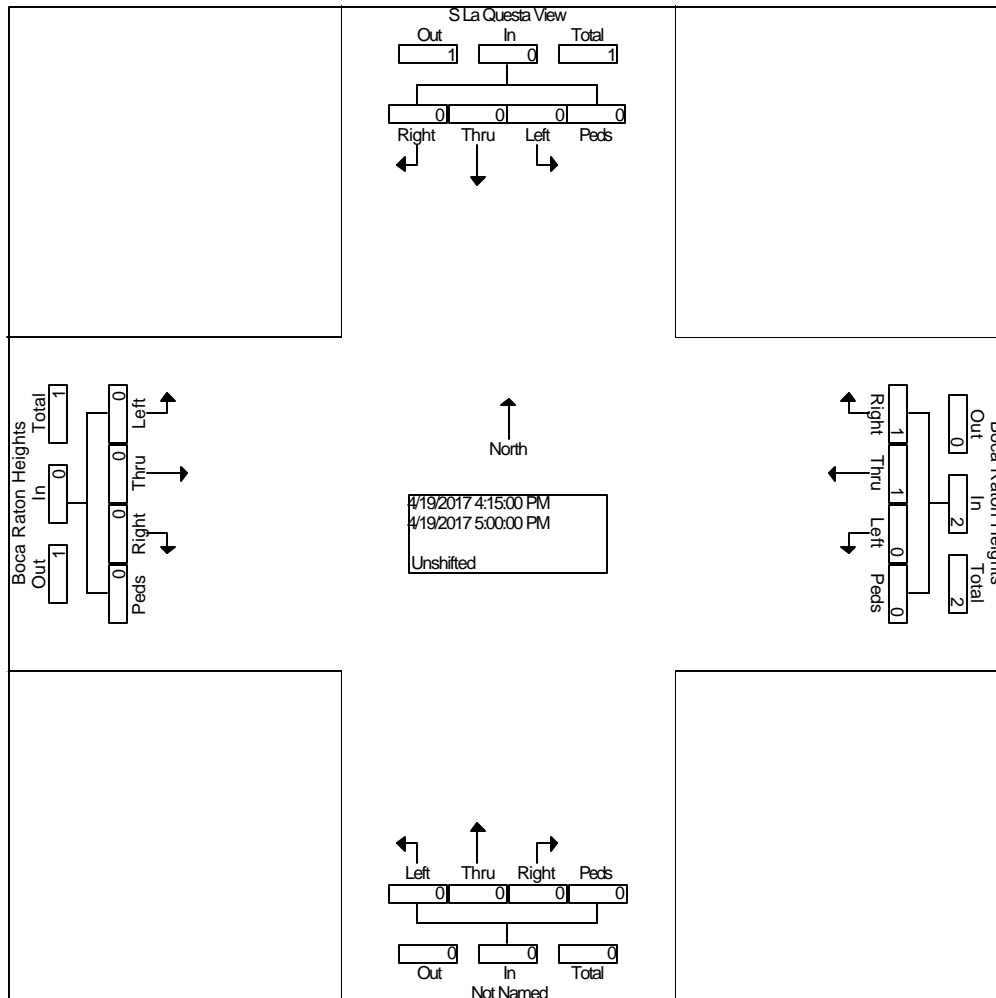 S La Questa View
Out In Total
1 0 1
0 0 0 0
Right Thru Left Peds
Boca Raton Heights
Total In Out
1 0 1
0 0 0 0
Left Thru Right Peds
North
4/19/2017 4:15:00 PM
4/19/2017 5:00:00 PM
Unshifted
Right Thru Left Peds
1 1 0 0
Out In Total
0 2 2
Boca Raton Heights
Left Thru Right Peds
0 0 0 0
0 0 0
Out In Total
Not Named